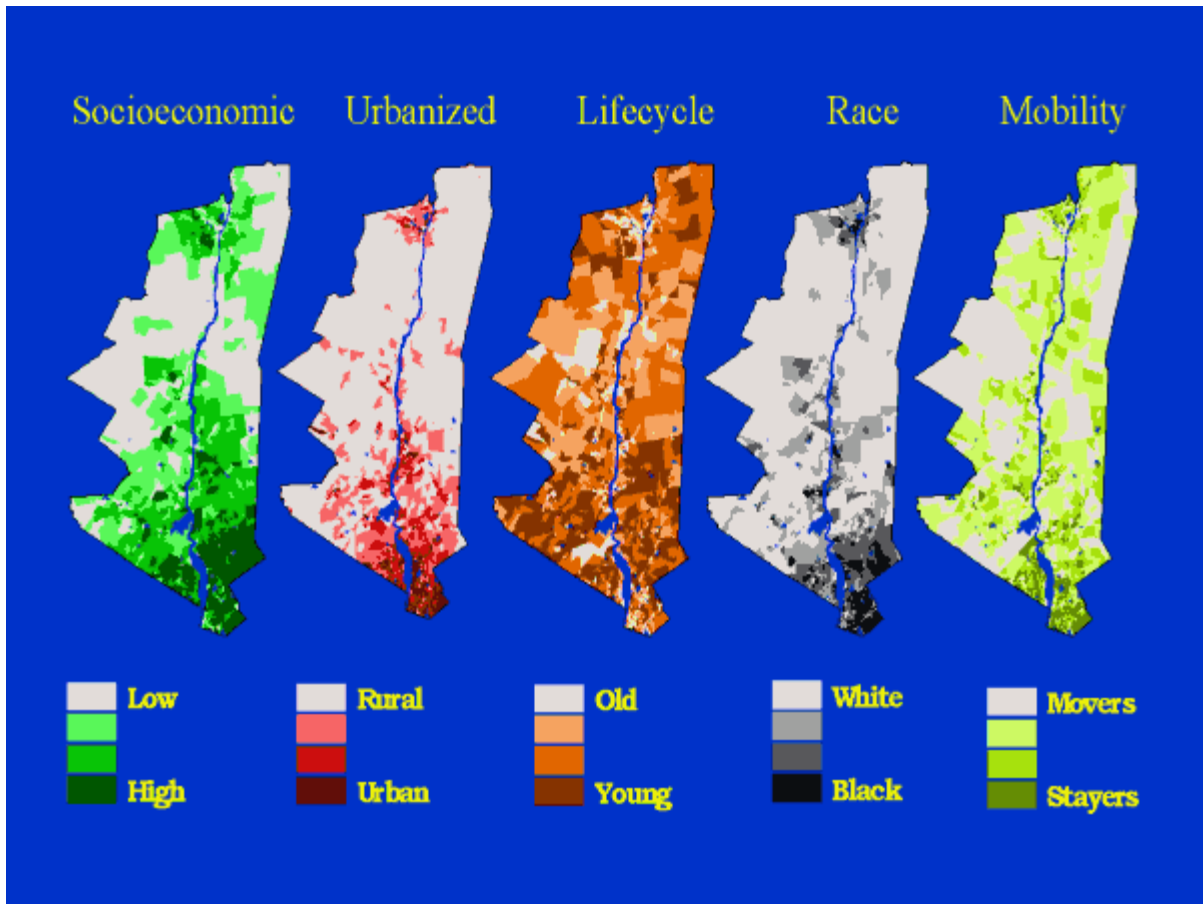 Socioeconomic Urbanized Lifecycle Race Mobility
Low Rural Old White Movers
High Urban Young Black Stayers